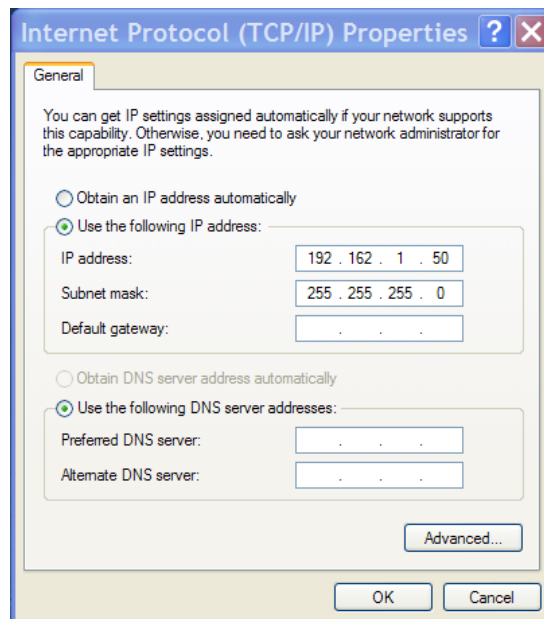 Internet Protocol (TCP/IP) Properties
General
You can get IP settings assigned automatically if your network supports
this capability. Otherwise, you need to ask your network administrator for
the appropriate IP settings.
Obtain an IP address automatically
Use the following IP address:
IP address: 192 . 162 . 1 . 50
Subnet mask: 255 . 255 . 255 . 0
Default gateway: . . .
Obtain DNS server address automatically
Use the following DNS server addresses:
Preferred DNS server: . . .
Alternate DNS server: . . .
Advanced...
OK Cancel